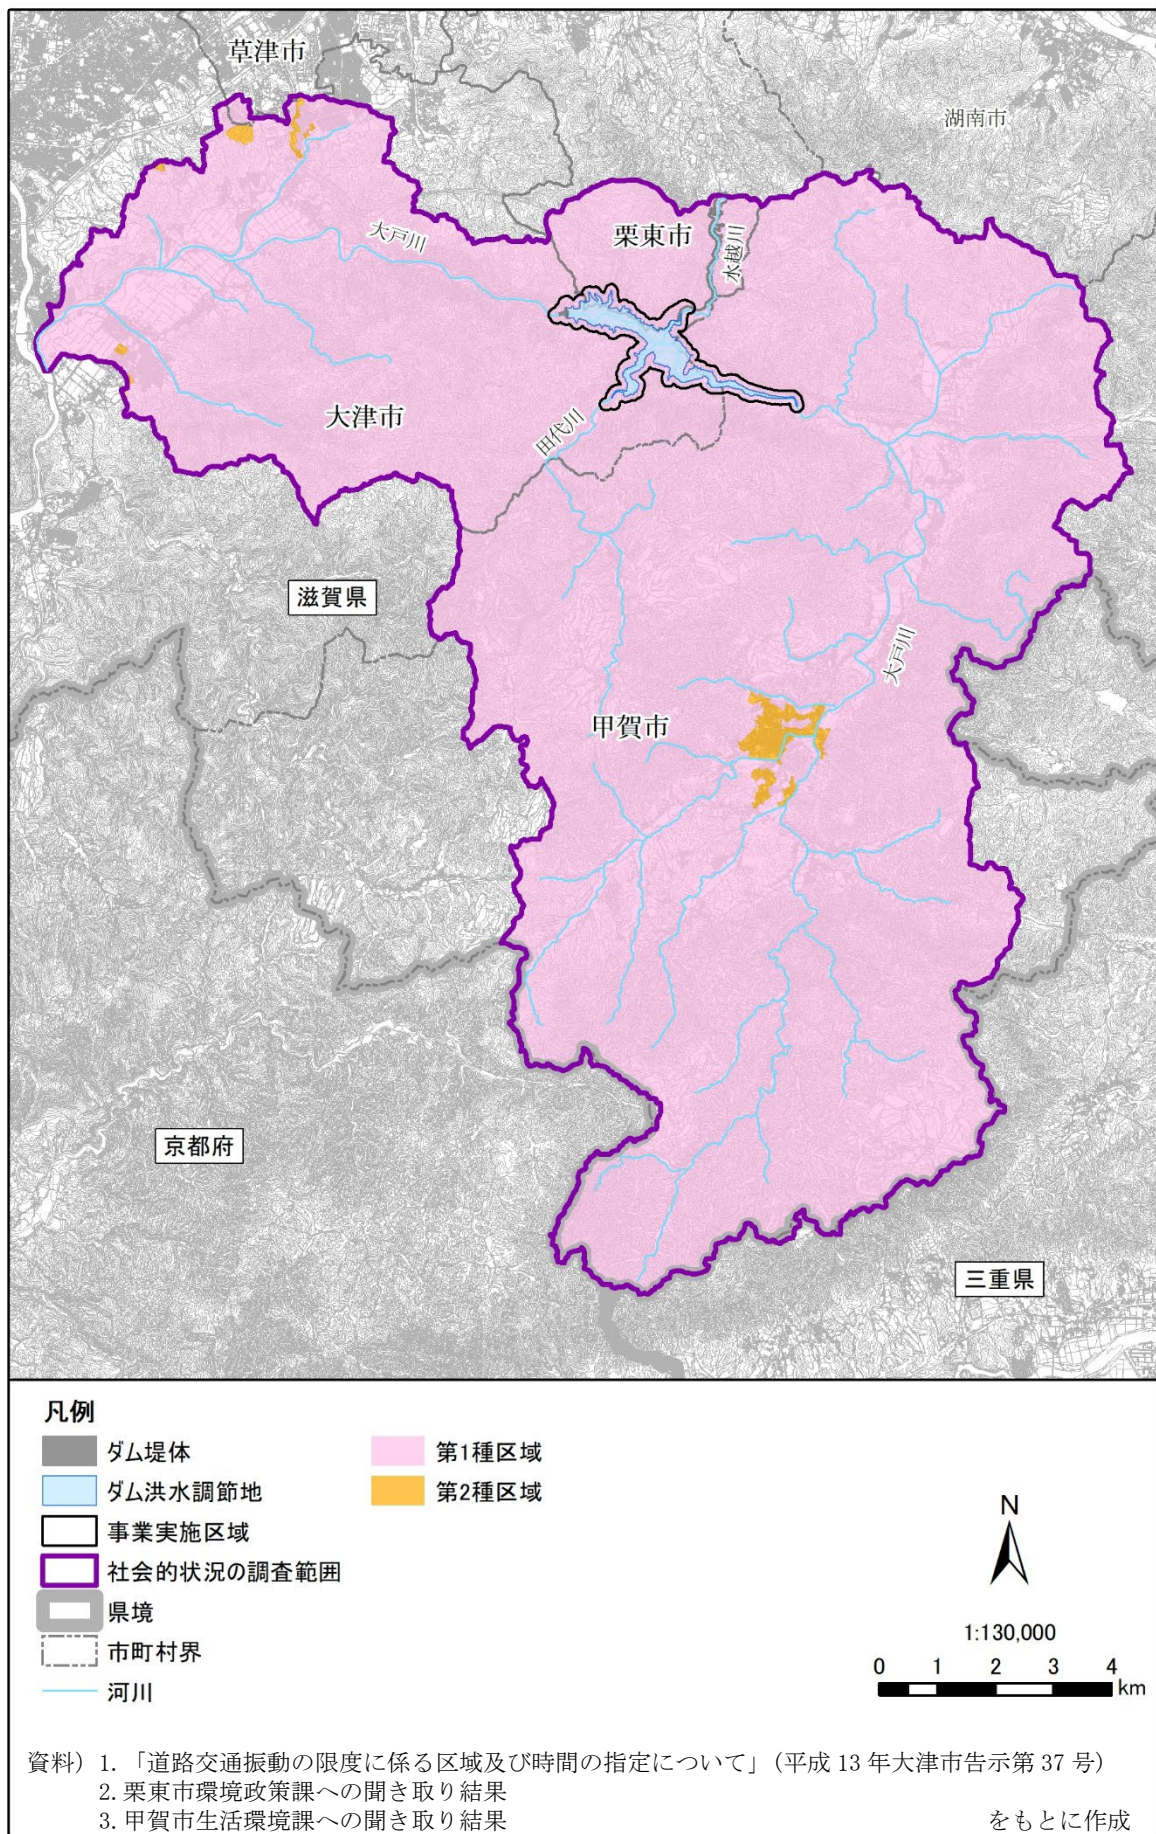 草津市
湖南市
栗東市
大戸川
水越川
大津市
田代川
滋賀県
大戸川
甲賀市
京都府
三重県
凡例
ダム堤体
ダム洪水調節地
事業実施区域
社会的状況の調査範囲
県境
市町村界
河川
第1種区域
第2種区域
N
1:130,000
0 1 2 3 4
km
資料) 1. 「道路交通振動の限度に係る区域及び時間の指定について」(平成 13 年大津市告示第 37 号)
2. 栗東市環境政策課への聞き取り結果
3. 甲賀市生活環境課への聞き取り結果 をもとに作成